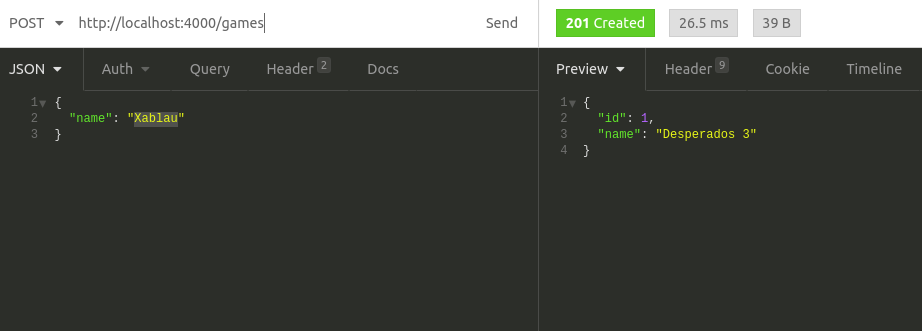 POST http://localhost:4000/games Send 201 Created 26.5 ms 39 B
JSON Auth Query Header 2 Docs Preview Header 9 Cookie Timeline
1 {
2 "name": "Xablau"
3 }
1 {
2 "id": 1,
3 "name": "Desperados 3"
4 }